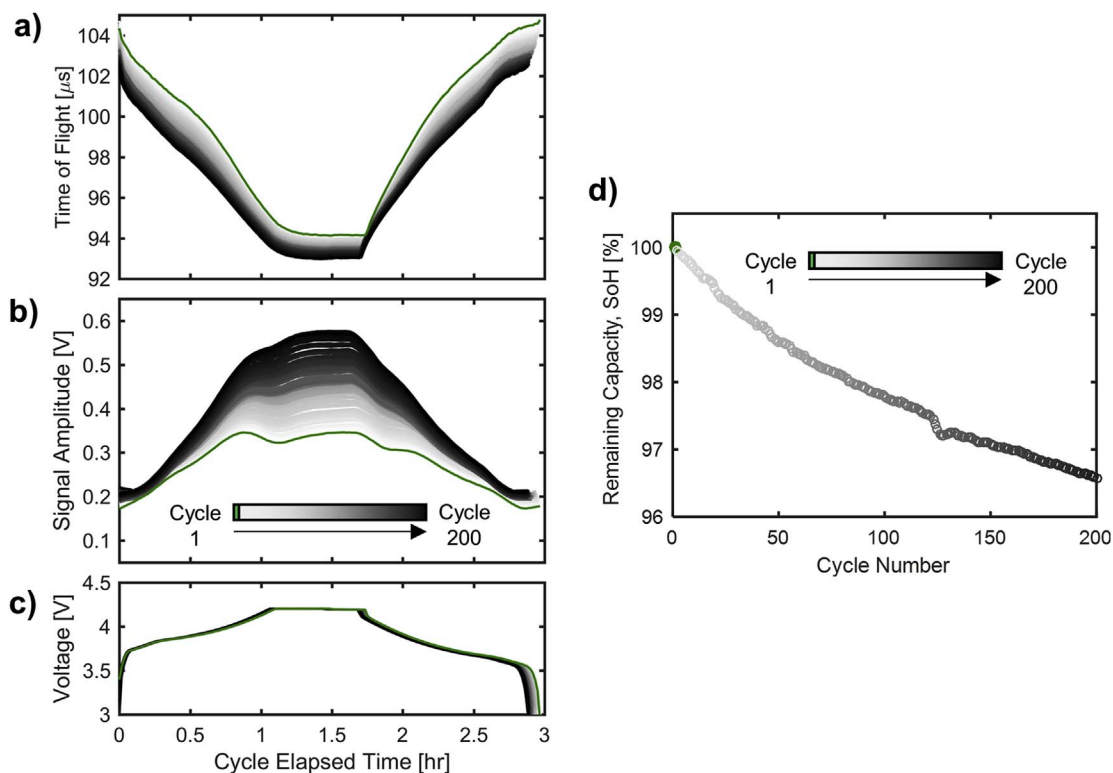 a)
Time of Flight [μs]
104
102
100
98
96
94
92
b)
Signal Amplitude [V]
0.6
0.5
0.4
0.3
0.2
0.1
Cycle
1
Cycle
200
c)
Voltage [V]
4.5
4
3.5
3
0 0.5 1 1.5 2 2.5 3
Cycle Elapsed Time [hr]
d)
Remaining Capacity, SoH [%]
100
99
98
97
96
Cycle
1
Cycle
200
0 50 100 150 200
Cycle Number